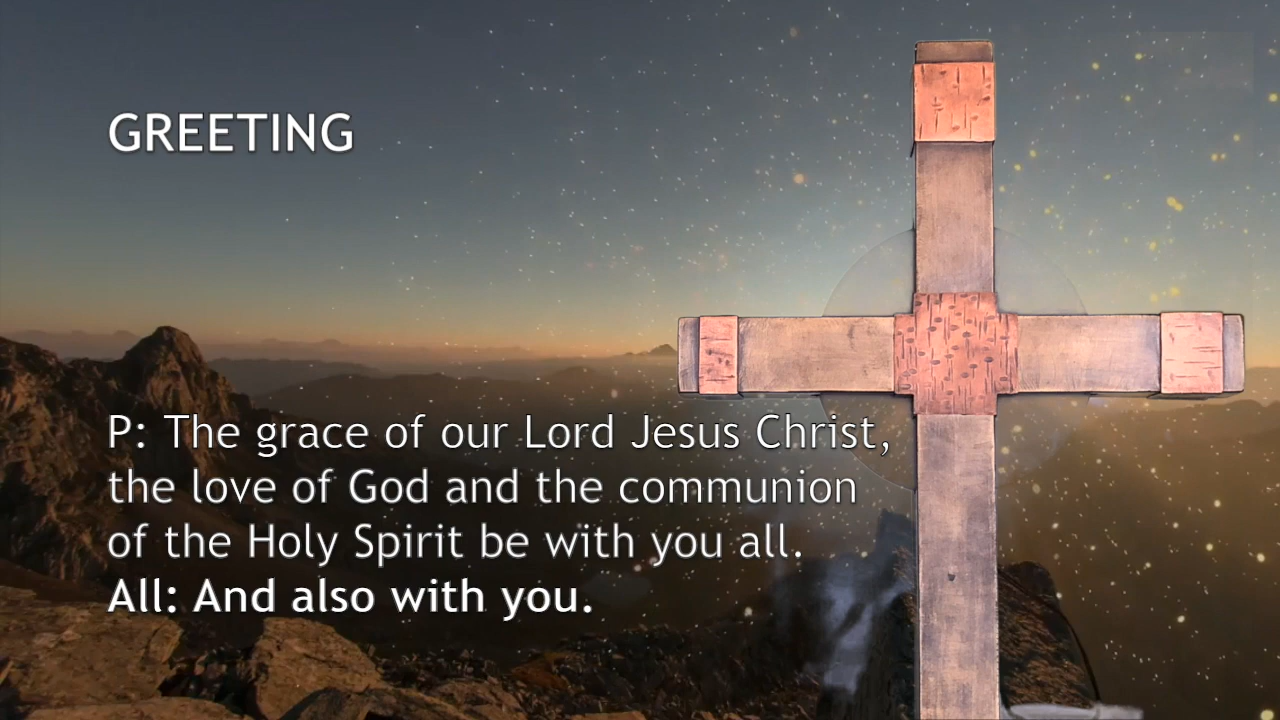 GREETING
P: The grace of our Lord Jesus Christ,
the love of God and the communion
of the Holy Spirit be with you all.
All: And also with you.